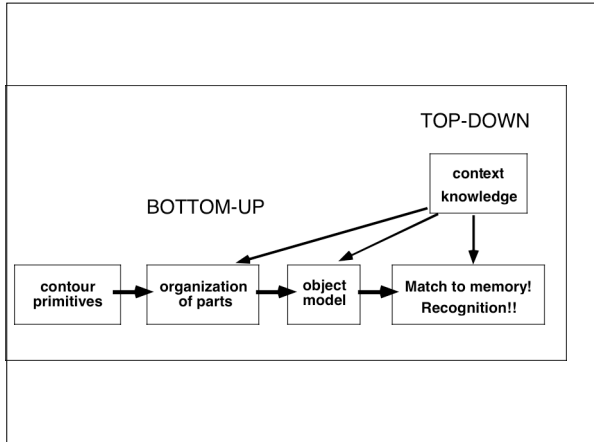 TOP-DOWN
context
knowledge
BOTTOM-UP
contour
primitives
organization
of parts
object
model
Match to memory!
Recognition!!